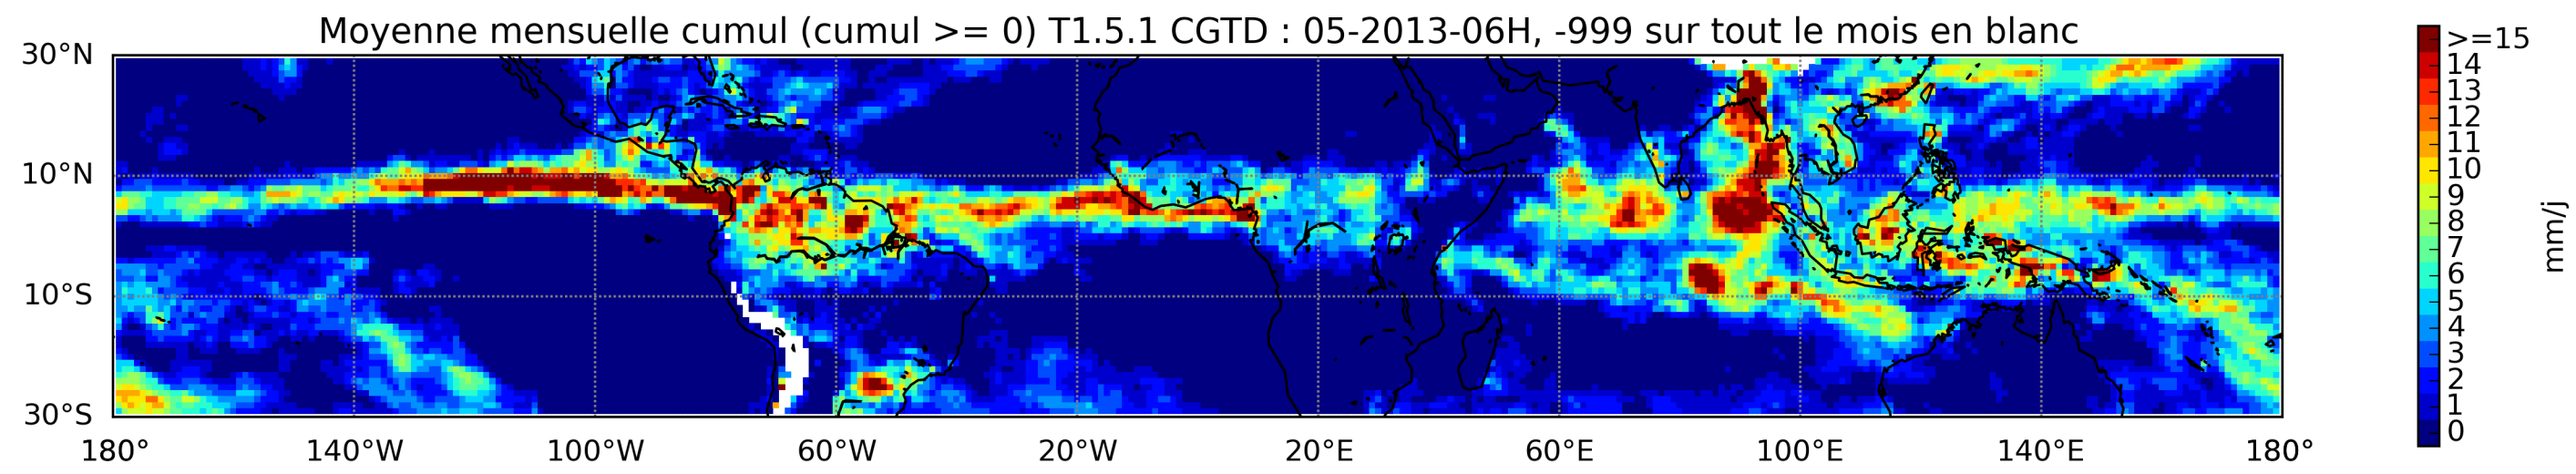 Moyenne mensuelle cumul (cumul >= 0) T1.5.1 CGTD : 05-2013-06H, -999 sur tout le mois en blanc
30°N
10°N
10°S
30°S
180° 140°W 100°W 60°W 20°W 20°E 60°E 100°E 140°E 180°
>=15
14
13
12
11
10
9
8
7
6
5
4
3
2
1
0
mm/j